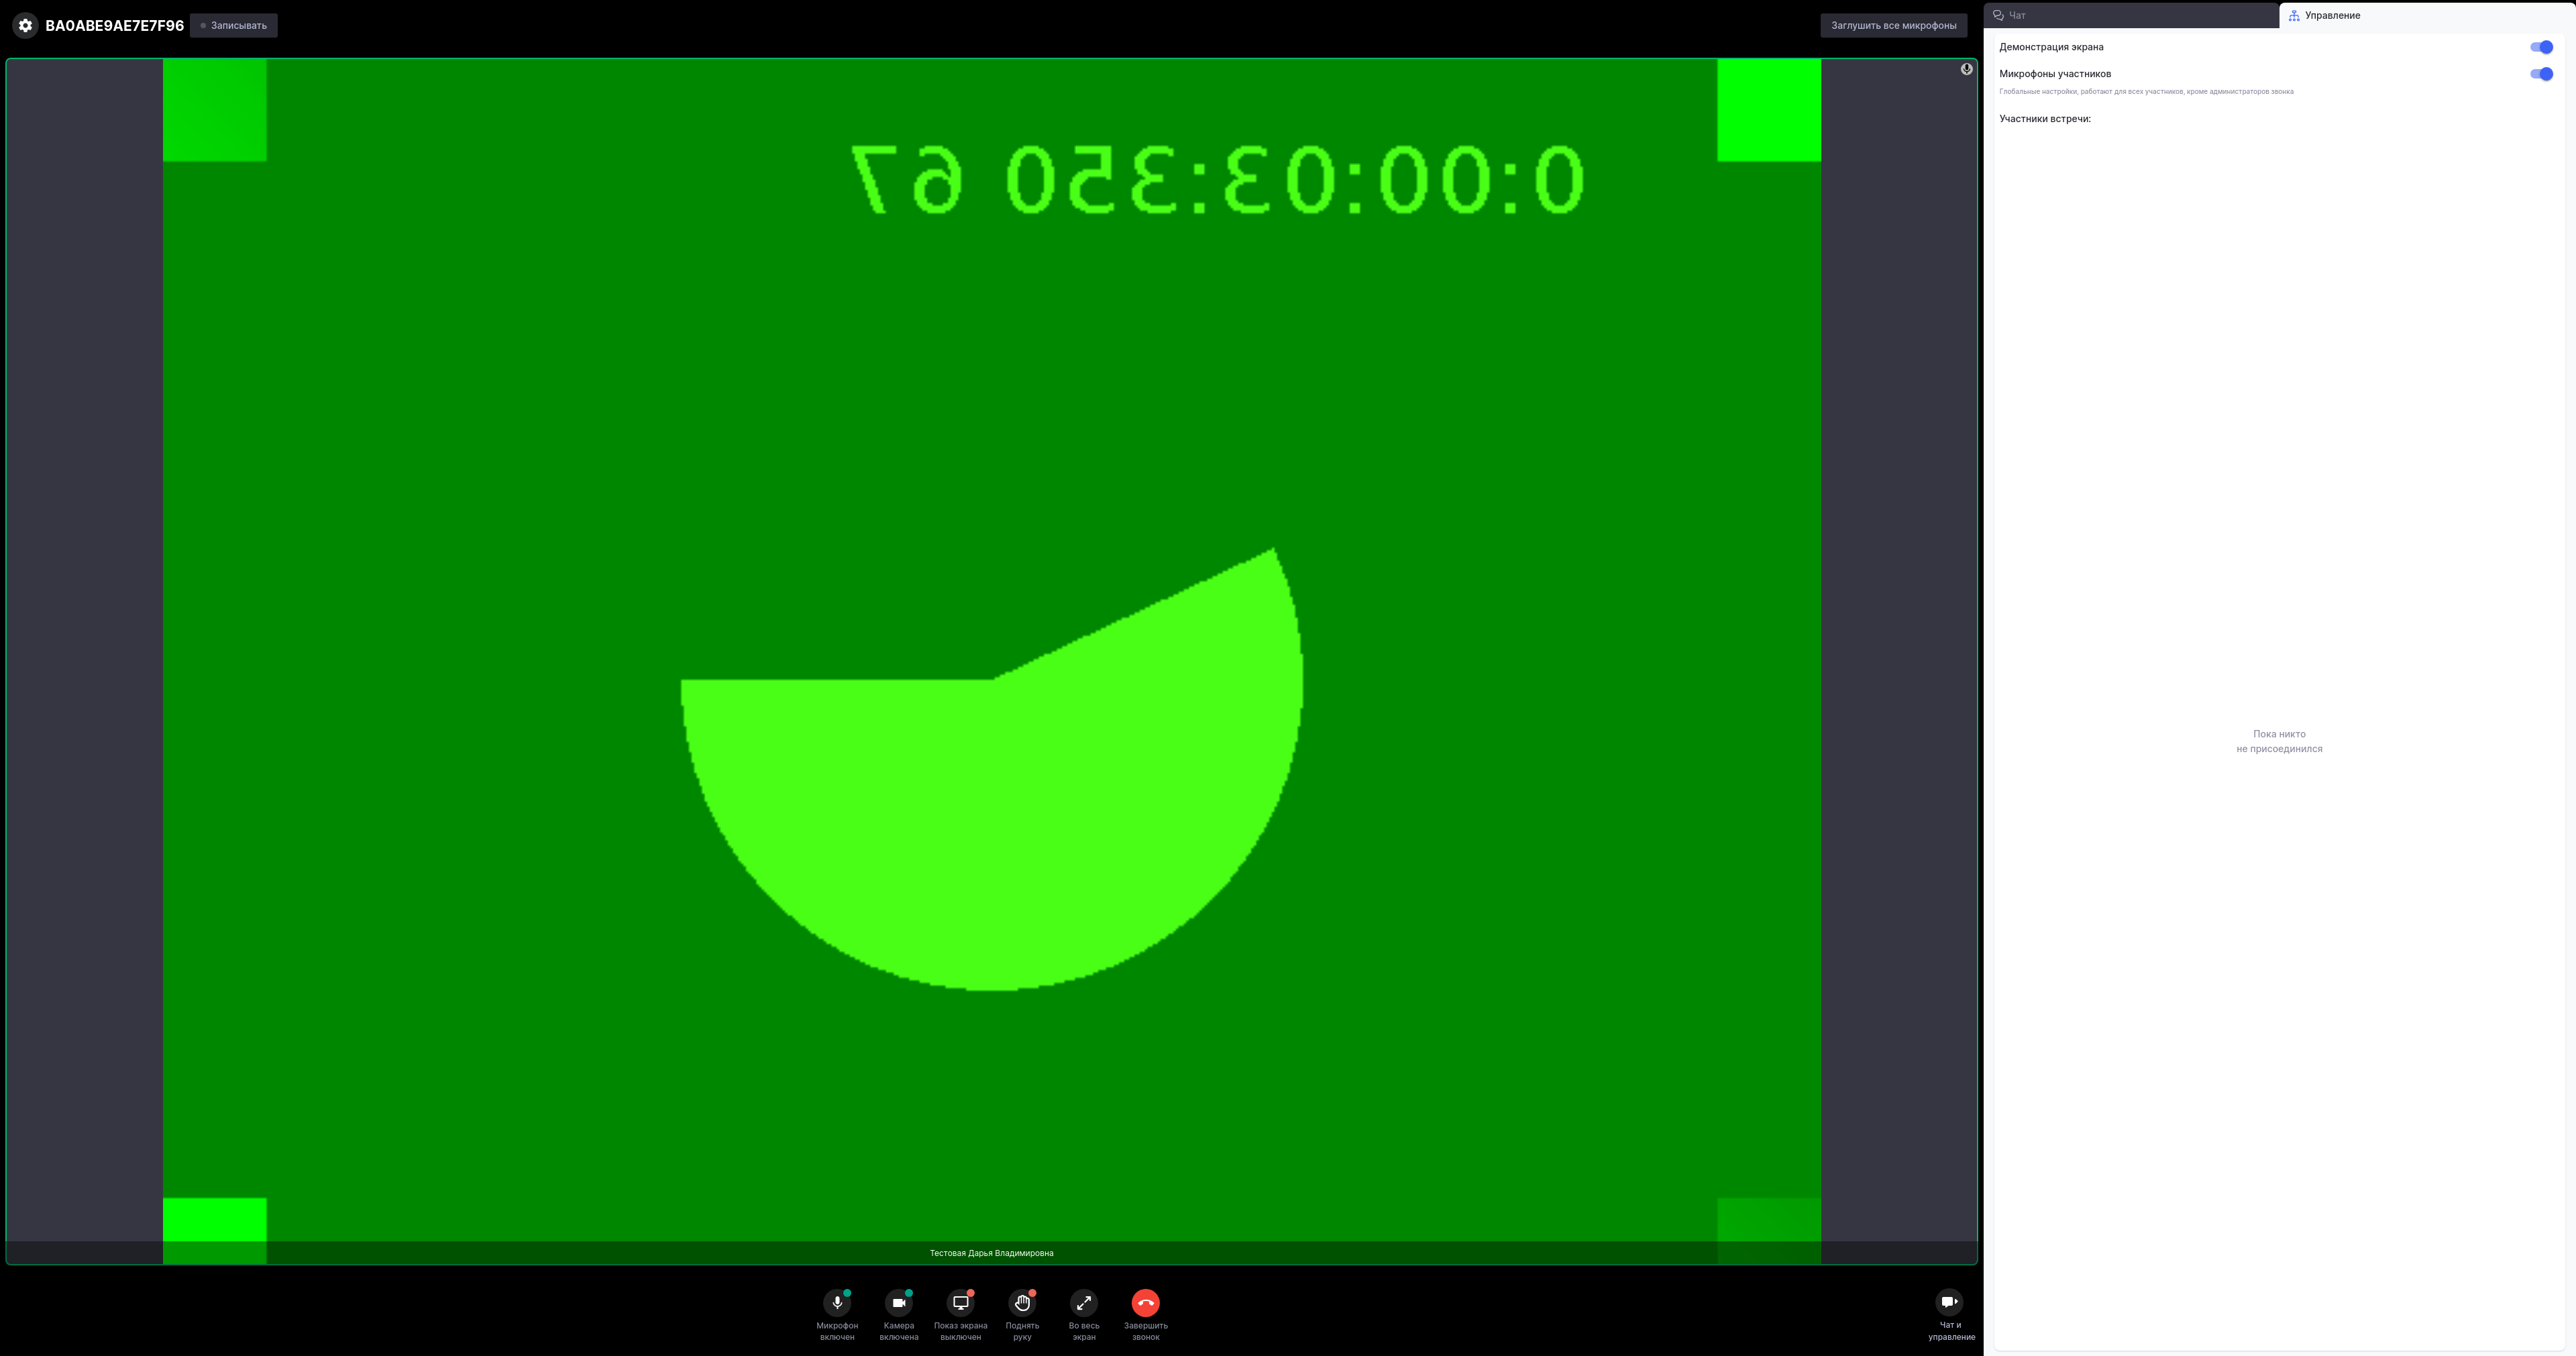 BA0ABE9AE7E7F96
Записывать
Заглушить все микрофоны
Чат
Управление
Демонстрация экрана
Микрофоны участников
Глобальные настройки, работают для всех участников, кроме администраторов звонка
Участники встречи:
0:00:03:350 67
Пока никто
не присоединился
Тестовая Дарья Владимировна
Микрофон
включен
Камера
включена
Показ экрана
выключен
Поднять
руку
Во весь
экран
Завершить
звонок
Чат и
управление